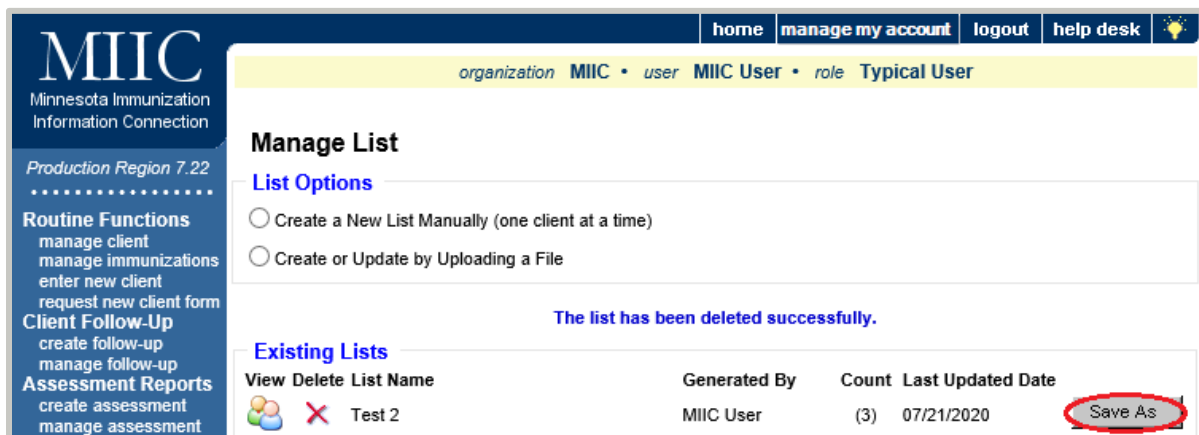 home manage my account logout help desk
MIIC
Minnesota Immunization
Information Connection
organization MIIC • user MIIC User • role Typical User
Production Region 7.22
Routine Functions
manage client
manage immunizations
enter new client
request new client form
Client Follow-Up
create follow-up
manage follow-up
Assessment Reports
create assessment
manage assessment
Manage List
List Options
Create a New List Manually (one client at a time)
Create or Update by Uploading a File
The list has been deleted successfully.
Existing Lists
View Delete List Name Generated By Count Last Updated Date
Test 2 MIIC User (3) 07/21/2020 Save As